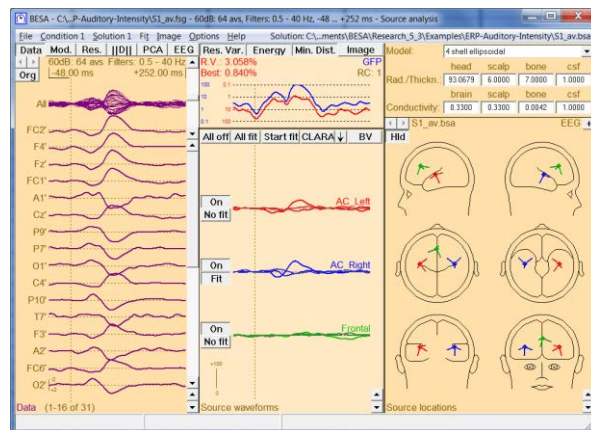 BESA - C:\...P-Auditory-Intensity\S1_av.fsg - 60dB: 64 avs, Filters: 0.5 - 40 Hz, -48 ... +252 ms - Source analysis
File Condition 1 Solution 1 Fit Image Options Help Solution: C:\...ments\BESA\Research_5_3\Examples\ERP-Auditory-Intensity\S1_av.bsa
Data Mod. Res. ||D|| PCA EEG Res. Var. Energy Min. Dist. Image Model: 4 shell ellipsoidal
Org 60dB: 64 avs Filters: 0.5 - 40 Hz
-48.00 ms +252.00 ms
R.V.: 3.058% GFP
Best: 0.840% RC: 1
head scalp bone csf
Rad./Thickn.: 93.0679 6.0000 7.0000 1.0000
brain scalp bone csf
Conductivity: 0.3300 0.3300 0.0042 1.0000
S1_av.bsa EEG +
Hld
All off All fit Start fit CLARA BV
All
FC2'
F4'
Fz'
FC1'
A1'
Cz'
P9'
P7'
O1'
C4'
P10'
T7'
F3'
A2'
FC6'
O2'
On AC_Left
No fit
On AC_Right
Fit
On Frontal
No fit
+100
0
Data (1-16 of 31) Source waveforms Source locations